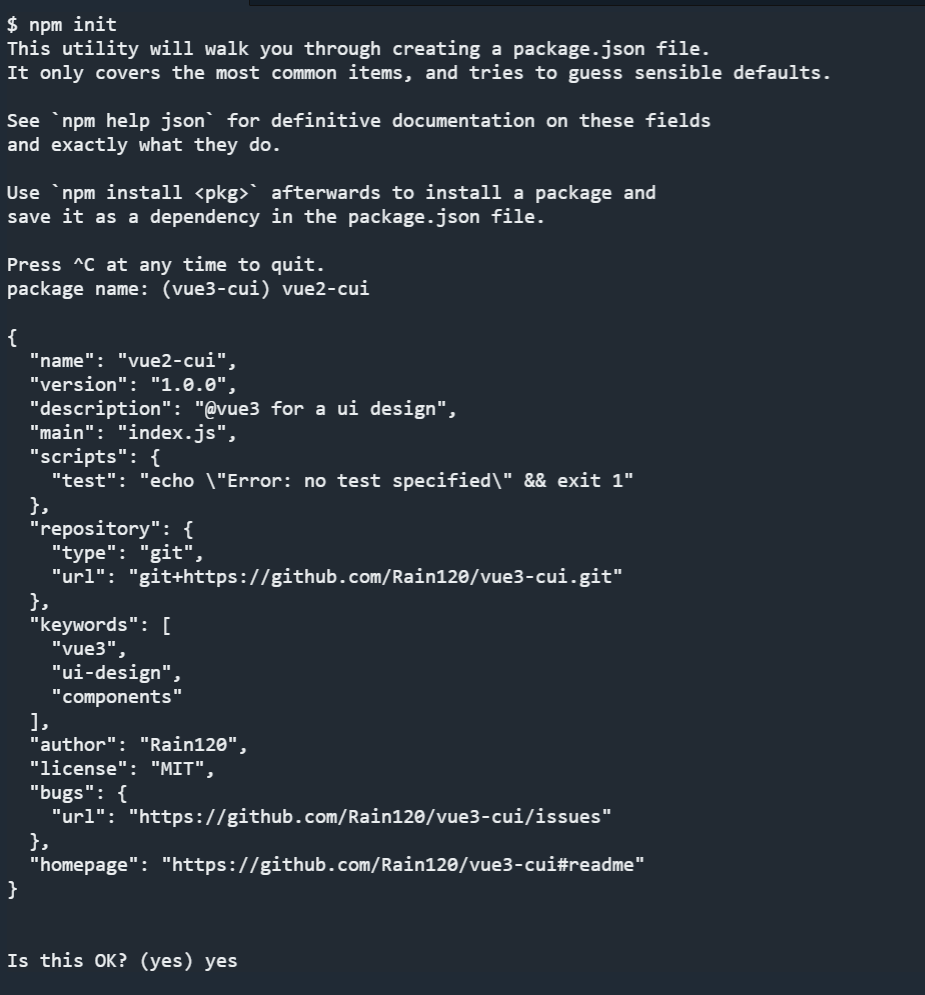 $ npm init
This utility will walk you through creating a package.json file.
It only covers the most common items, and tries to guess sensible defaults.
See `npm help json` for definitive documentation on these fields
and exactly what they do.
Use `npm install <pkg>` afterwards to install a package and
save it as a dependency in the package.json file.
Press ^C at any time to quit.
package name: (vue3-cui) vue2-cui
{
  "name": "vue2-cui",
  "version": "1.0.0",
  "description": "@vue3 for a ui design",
  "main": "index.js",
  "scripts": {
    "test": "echo \"Error: no test specified\" && exit 1"
  },
  "repository": {
    "type": "git",
    "url": "git+https://github.com/Rain120/vue3-cui.git"
  },
  "keywords": [
    "vue3",
    "ui-design",
    "components"
  ],
  "author": "Rain120",
  "license": "MIT",
  "bugs": {
    "url": "https://github.com/Rain120/vue3-cui/issues"
  },
  "homepage": "https://github.com/Rain120/vue3-cui#readme"
}
Is this OK? (yes) yes